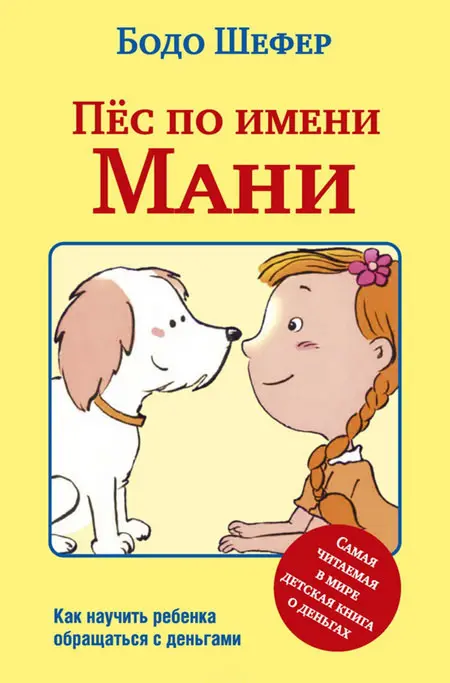 Бодо Шефер
Пёс по имени
Мани
Самая
читаемая
в мире
детская книга
о деньгах
Как научить ребенка
обращаться с деньгами